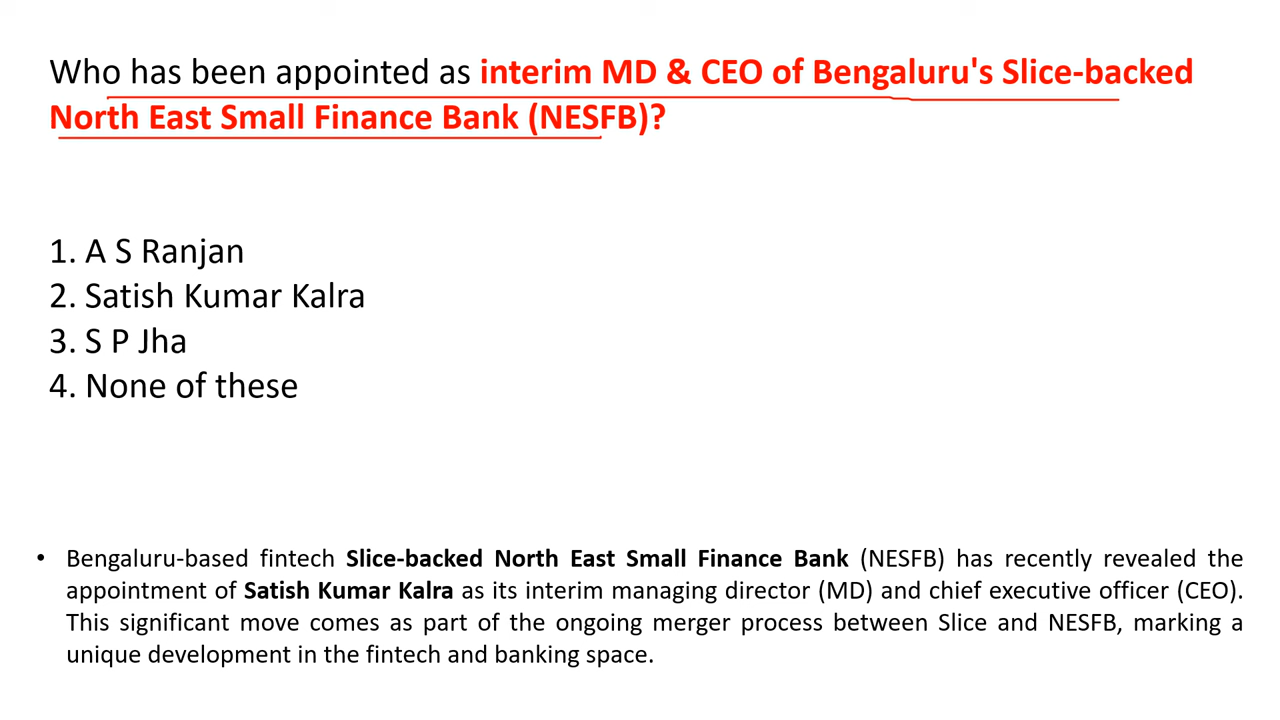 Who has been appointed as interim MD & CEO of Bengaluru's Slice-backed
North East Small Finance Bank (NESFB)?
1. A S Ranjan
2. Satish Kumar Kalra
3. S P Jha
4. None of these
• Bengaluru-based fintech Slice-backed North East Small Finance Bank (NESFB) has recently revealed the
appointment of Satish Kumar Kalra as its interim managing director (MD) and chief executive officer (CEO).
This significant move comes as part of the ongoing merger process between Slice and NESFB, marking a
unique development in the fintech and banking space.